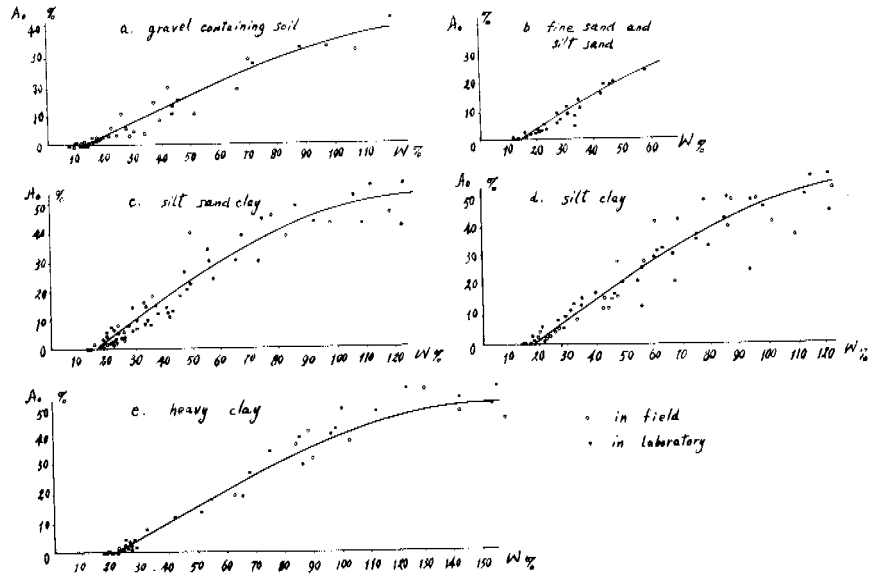 A₀ %
a. gravel containing soil
40
30
20
10
0
10 20 30 40 50 60 70 80 90 100 110 W%
A₀ %
b fine sand and
silt sand
30
20
10
0
10 20 30 40 50 60 W%
A₀ %
c. silt sand clay
50
40
30
20
10
0
10 20 30 40 50 60 70 80 90 100 110 120 W%
A₀ %
d. silt clay
50
40
30
20
10
0
10 20 30 40 50 60 70 80 90 100 110 120 W%
A₀ %
e. heavy clay
50
40
30
20
10
0
10 20 30 40 50 60 70 80 90 100 110 120 130 140 150 W%
o in field
• in laboratory